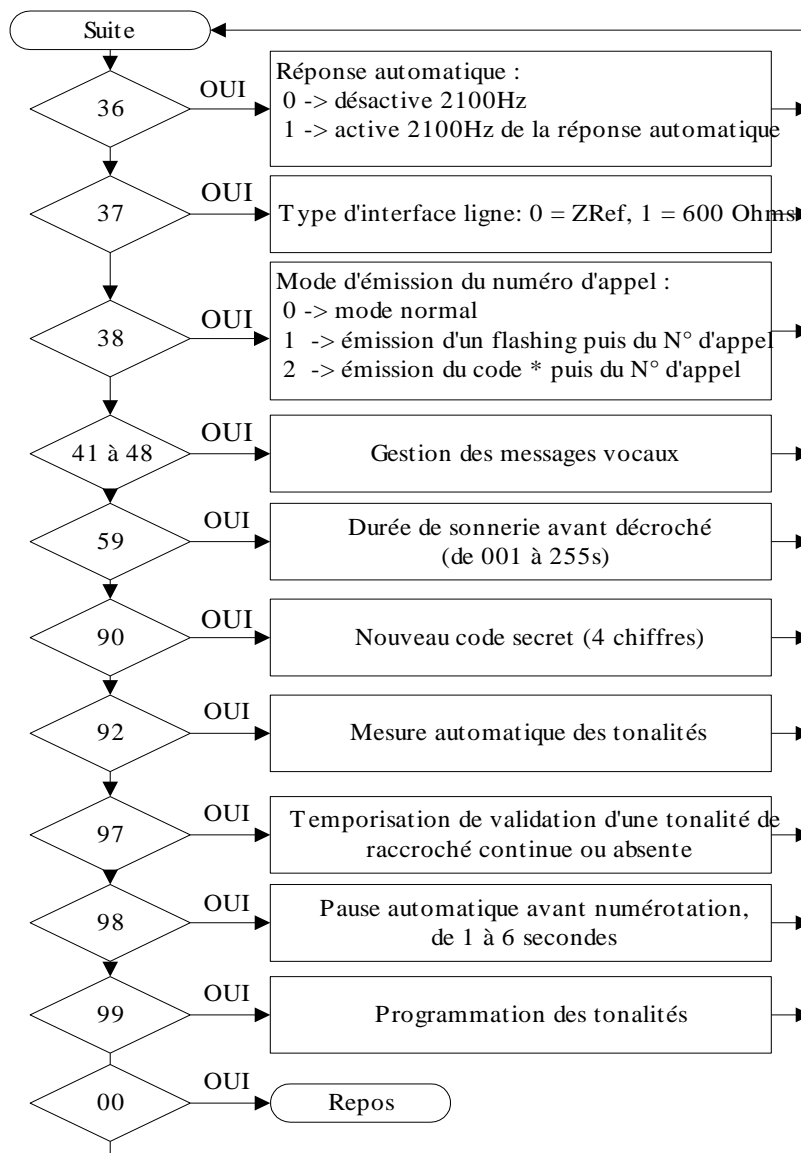 Suite
36
OUI
Réponse automatique :
0 -> désactive 2100Hz
1 -> active 2100Hz de la réponse automatique
37
OUI
Type d'interface ligne: 0 = ZRef, 1 = 600 Ohms
38
OUI
Mode d'émission du numéro d'appel :
0 -> mode normal
1 -> émission d'un flashing puis du N° d'appel
2 -> émission du code * puis du N° d'appel
41 à 48
OUI
Gestion des messages vocaux
59
OUI
Durée de sonnerie avant décroché
(de 001 à 255s)
90
OUI
Nouveau code secret (4 chiffres)
92
OUI
Mesure automatique des tonalités
97
OUI
Temporisation de validation d'une tonalité de
raccroché continue ou absente
98
OUI
Pause automatique avant numérotation,
de 1 à 6 secondes
99
OUI
Programmation des tonalités
00
OUI
Repos